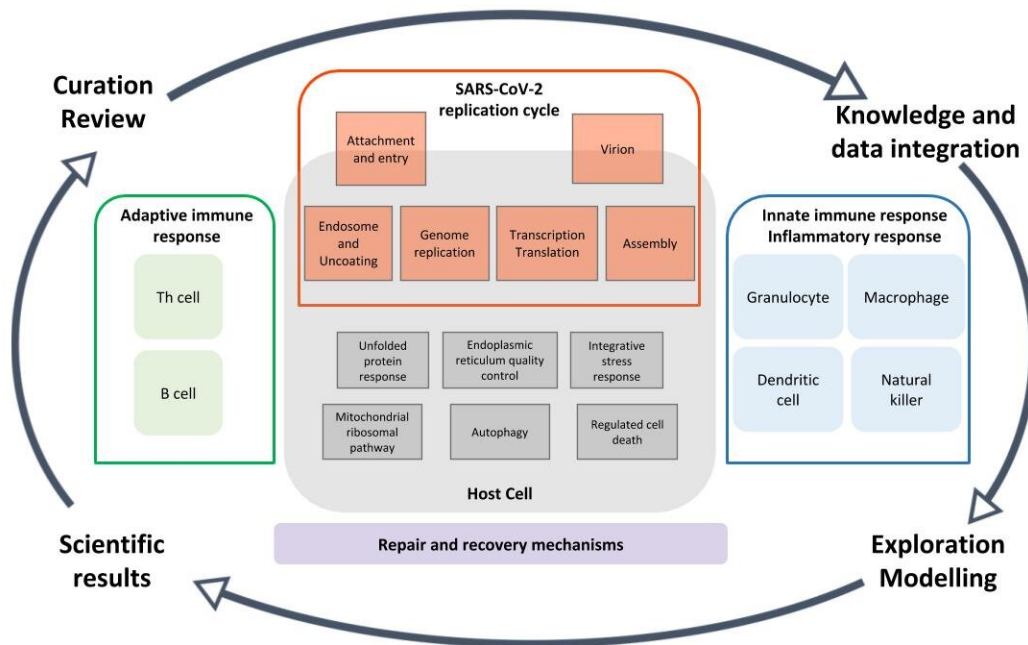 Curation
Review
SARS-CoV-2
replication cycle
Knowledge and
data integration
Attachment
and entry
Virion
Adaptive immune
response
Endosome
and
Uncoating
Genome
replication
Transcription
Translation
Assembly
Innate immune response
Inflammatory response
Th cell
B cell
Granulocyte
Macrophage
Dendritic
cell
Natural
killer
Unfolded
protein
response
Endoplasmic
reticulum quality
control
Integrative
stress
response
Mitochondrial
ribosomal
pathway
Autophagy
Regulated cell
death
Host Cell
Repair and recovery mechanisms
Scientific
results
Exploration
Modelling